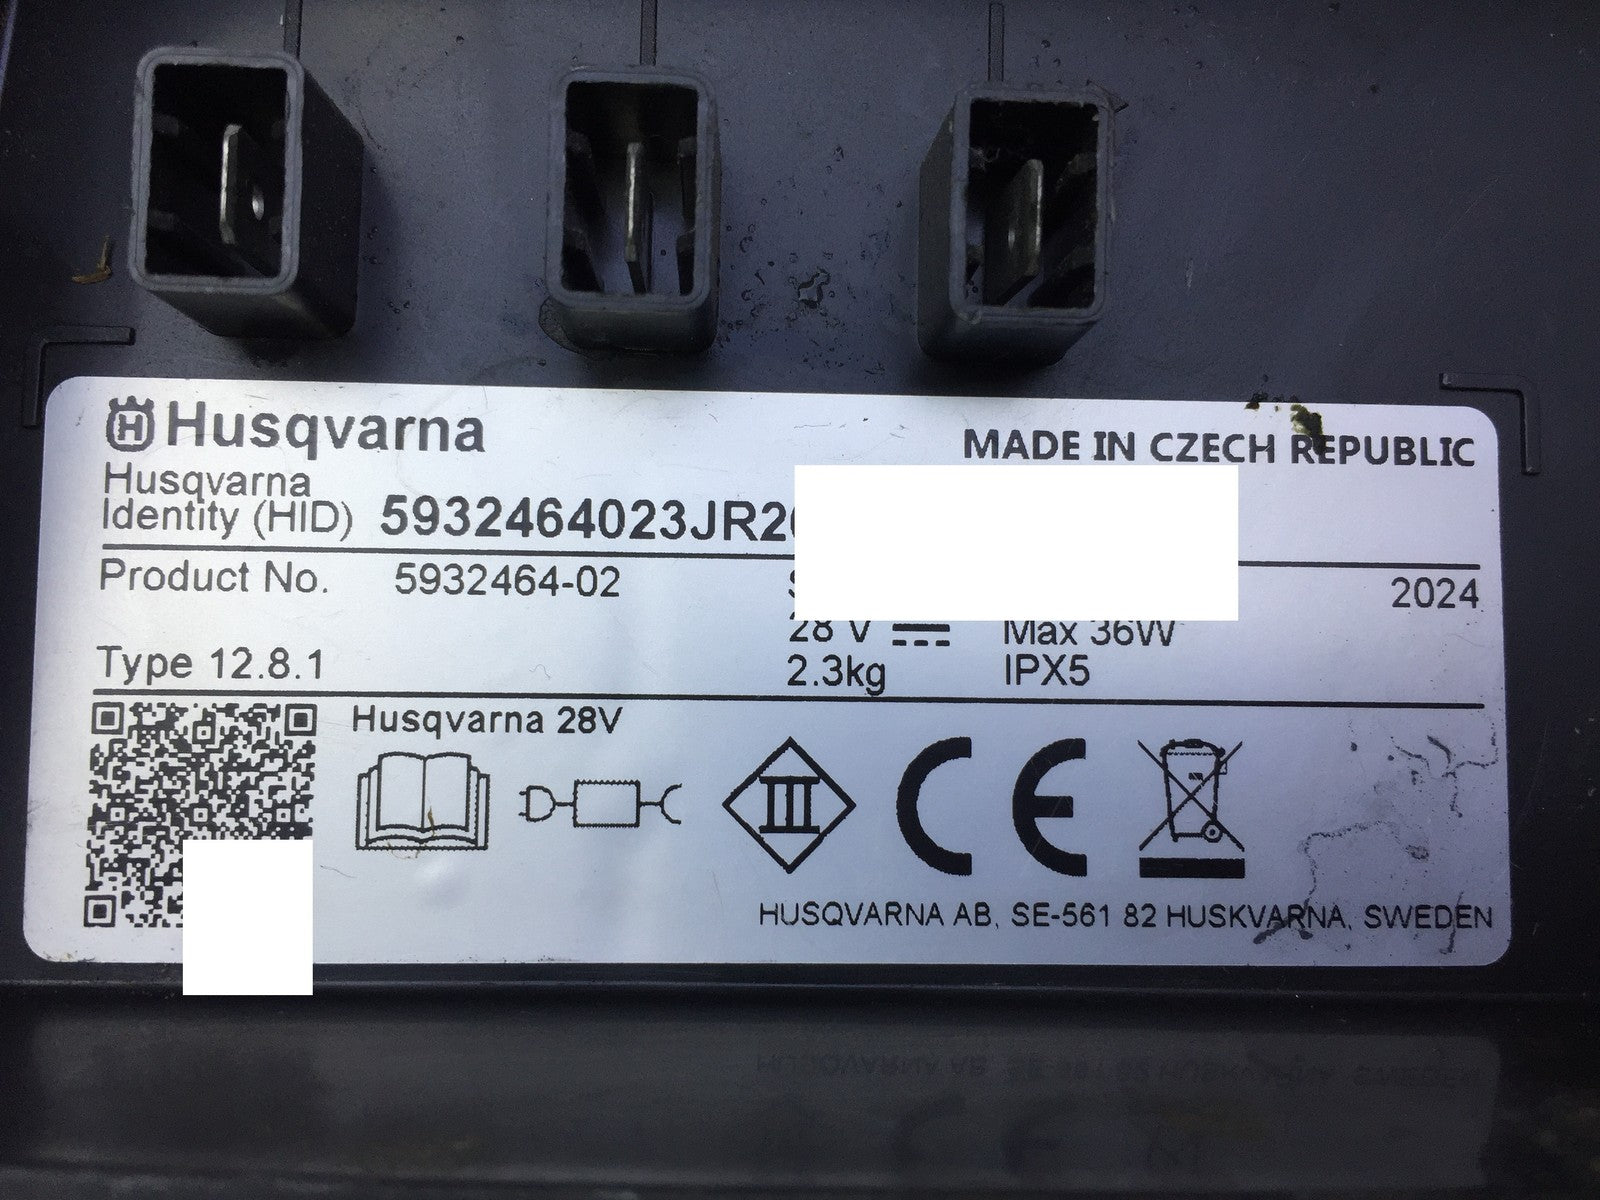 Husqvarna
MADE IN CZECH REPUBLIC
Husqvarna
Identity (HID) 5932464023JR2
Product No. 5932464-02
2024
28 V Max 36W
Type 12.8.1
2.3kg IPX5
Husqvarna 28V
III
CE
HUSQVARNA AB, SE-561 82 HUSKVARNA, SWEDEN